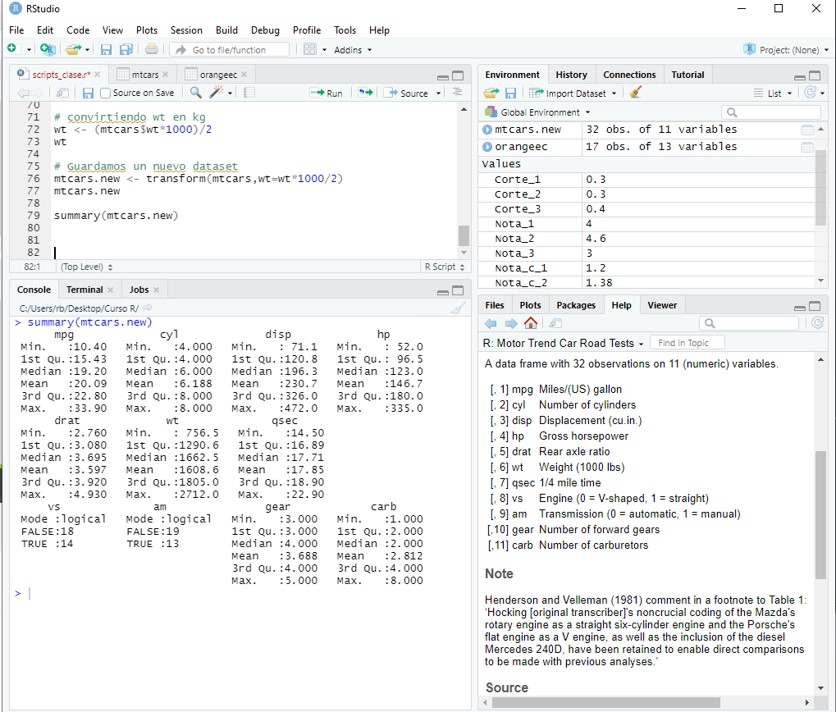 RStudio
File Edit Code View Plots Session Build Debug Profile Tools Help
Go to file/function Addins Project: (None)
scripts_clase.r* mtcars orangeec
Source on Save Run Source
70
71 # convirtiendo wt en kg
72 wt <- (mtcars$wt*1000)/2
73 wt
74
75 # Guardamos un nuevo dataset
76 mtcars.new <- transform(mtcars,wt=wt*1000/2)
77 mtcars.new
78
79 summary(mtcars.new)
80
81
82
82:1 (Top Level) R Script
Console Terminal Jobs
C:/Users/rb/Desktop/Curso R/
> summary(mtcars.new)
mpg cyl disp hp
Min. :10.40 Min. :4.000 Min. : 71.1 Min. : 52.0
1st Qu.:15.43 1st Qu.:4.000 1st Qu.:120.8 1st Qu.: 96.5
Median :19.20 Median :6.000 Median :196.3 Median :123.0
Mean :20.09 Mean :6.188 Mean :230.7 Mean :146.7
3rd Qu.:22.80 3rd Qu.:8.000 3rd Qu.:326.0 3rd Qu.:180.0
Max. :33.90 Max. :8.000 Max. :472.0 Max. :335.0
drat wt qsec
Min. :2.760 Min. : 756.5 Min. :14.50
1st Qu.:3.080 1st Qu.:1290.6 1st Qu.:16.89
Median :3.695 Median :1662.5 Median :17.71
Mean :3.597 Mean :1608.6 Mean :17.85
3rd Qu.:3.920 3rd Qu.:1805.0 3rd Qu.:18.90
Max. :4.930 Max. :2712.0 Max. :22.90
vs am gear carb
Mode :logical Mode :logical Min. :3.000 Min. :1.000
FALSE:18 FALSE:19 1st Qu.:3.000 1st Qu.:2.000
TRUE :14 TRUE :13 Median :4.000 Median :2.000
Mean :3.688 Mean :2.812
3rd Qu.:4.000 3rd Qu.:4.000
Max. :5.000 Max. :8.000
>
Environment History Connections Tutorial
Import Dataset List
Global Environment
mtcars.new 32 obs. of 11 variables
orangeec 17 obs. of 13 variables
Values
Corte_1 0.3
Corte_2 0.3
Corte_3 0.4
Nota_1 4
Nota_2 4.6
Nota_3 3
Nota_c_1 1.2
Nota_c_2 1.38
Files Plots Packages Help Viewer
R: Motor Trend Car Road Tests Find in Topic
A data frame with 32 observations on 11 (numeric) variables.
[, 1] mpg Miles/(US) gallon
[, 2] cyl Number of cylinders
[, 3] disp Displacement (cu.in.)
[, 4] hp Gross horsepower
[, 5] drat Rear axle ratio
[, 6] wt Weight (1000 lbs)
[, 7] qsec 1/4 mile time
[, 8] vs Engine (0 = V-shaped, 1 = straight)
[, 9] am Transmission (0 = automatic, 1 = manual)
[,10] gear Number of forward gears
[,11] carb Number of carburetors
Note
Henderson and Velleman (1981) comment in a footnote to Table 1:
'Hocking [original transcriber]'s noncrucial coding of the Mazda's
rotary engine as a straight six-cylinder engine and the Porsche's
flat engine as a V engine, as well as the inclusion of the diesel
Mercedes 240D, have been retained to enable direct comparisons
to be made with previous analyses.'
Source